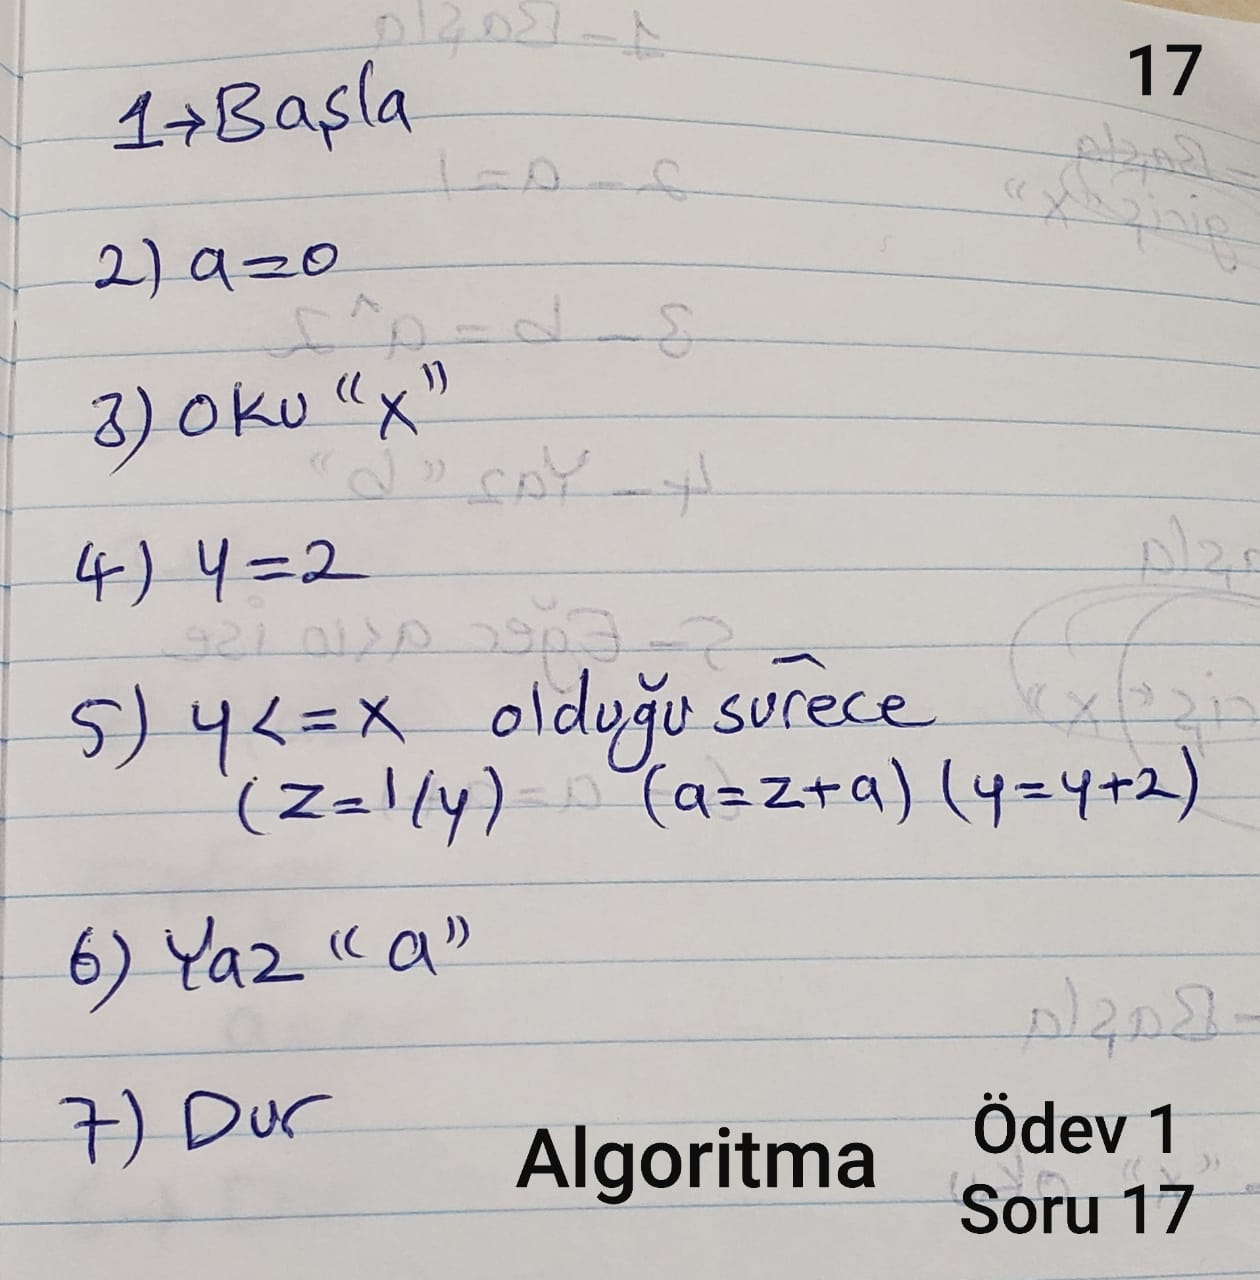 17
1→Başla
2) a=0
3) oku “x”
4) y=2
5) y<=x olduğu sürece
(z=1/y) (a=z+a) (y=y+2)
6) Yaz “a”
7) Dur
Algoritma
Ödev 1
Soru 17